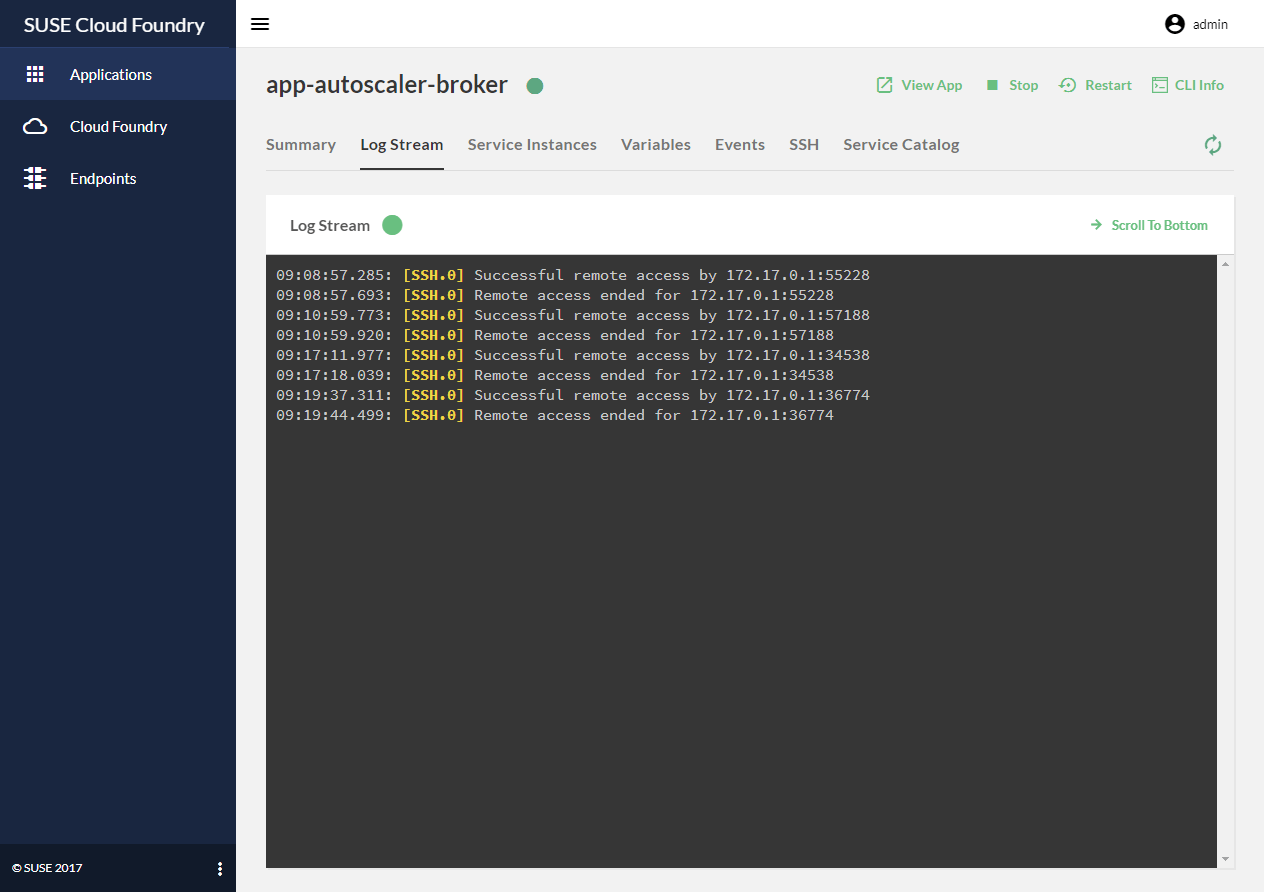 SUSE Cloud Foundry
admin
Applications
Cloud Foundry
Endpoints
app-autoscaler-broker
View App
Stop
Restart
CLI Info
Summary
Log Stream
Service Instances
Variables
Events
SSH
Service Catalog
Log Stream
Scroll To Bottom
09:08:57.285: [SSH.0] Successful remote access by 172.17.0.1:55228
09:08:57.693: [SSH.0] Remote access ended for 172.17.0.1:55228
09:10:59.773: [SSH.0] Successful remote access by 172.17.0.1:57188
09:10:59.920: [SSH.0] Remote access ended for 172.17.0.1:57188
09:17:11.977: [SSH.0] Successful remote access by 172.17.0.1:34538
09:17:18.039: [SSH.0] Remote access ended for 172.17.0.1:34538
09:19:37.311: [SSH.0] Successful remote access by 172.17.0.1:36774
09:19:44.499: [SSH.0] Remote access ended for 172.17.0.1:36774
© SUSE 2017